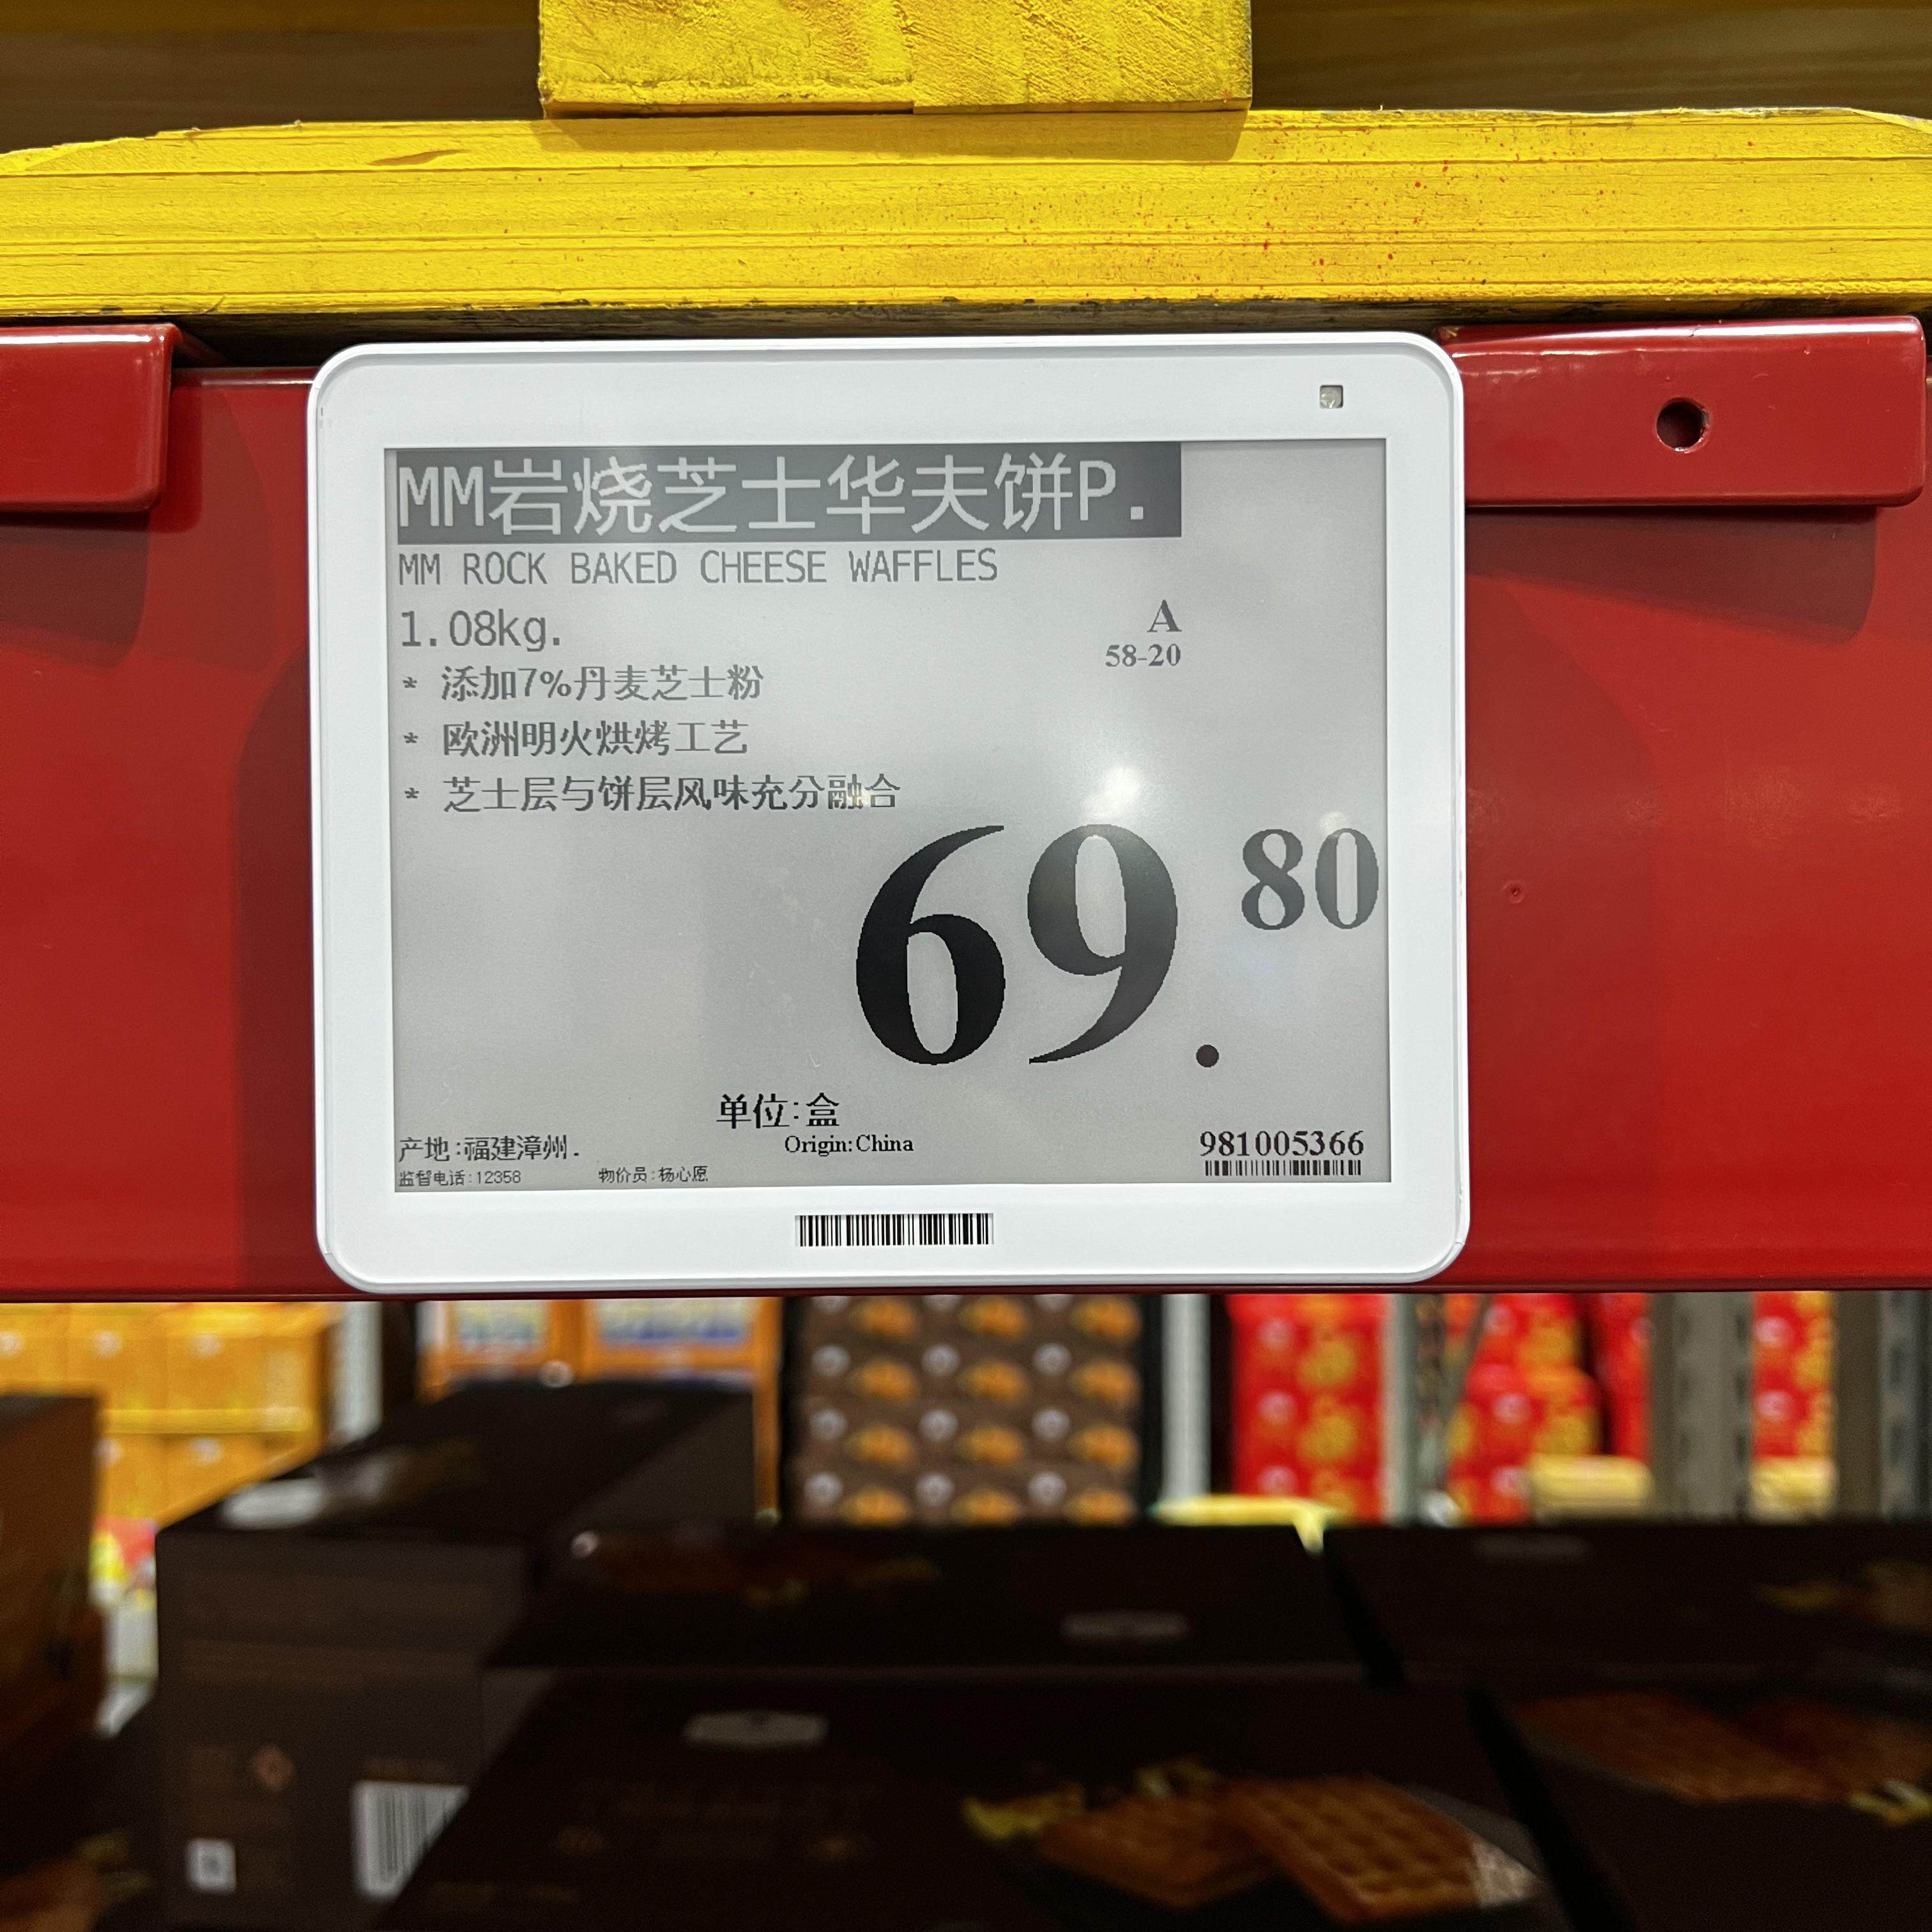 MM岩烧芝士华夫饼P.
MM ROCK BAKED CHEESE WAFFLES
1.08kg.
A
58-20
* 添加7%丹麦芝士粉
* 欧洲明火烘烤工艺
* 芝士层与饼层风味充分融合
69.80
单位:盒
产地:福建漳州.
Origin:China
981005366
监督电话:12358
物价员:杨心愿